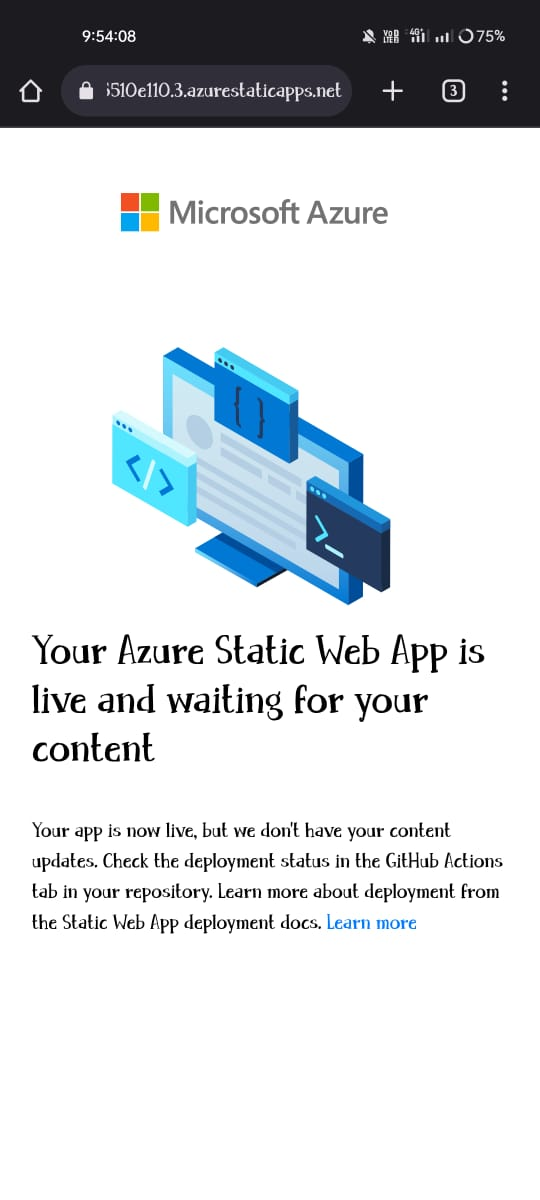 9:54:08
4G+
75%
510e110.3.azurestaticapps.net
3
Microsoft Azure
{ }
</>
>_
Your Azure Static Web App is
live and waiting for your
content
Your app is now live, but we don't have your content
updates. Check the deployment status in the GitHub Actions
tab in your repository. Learn more about deployment from
the Static Web App deployment docs. Learn more